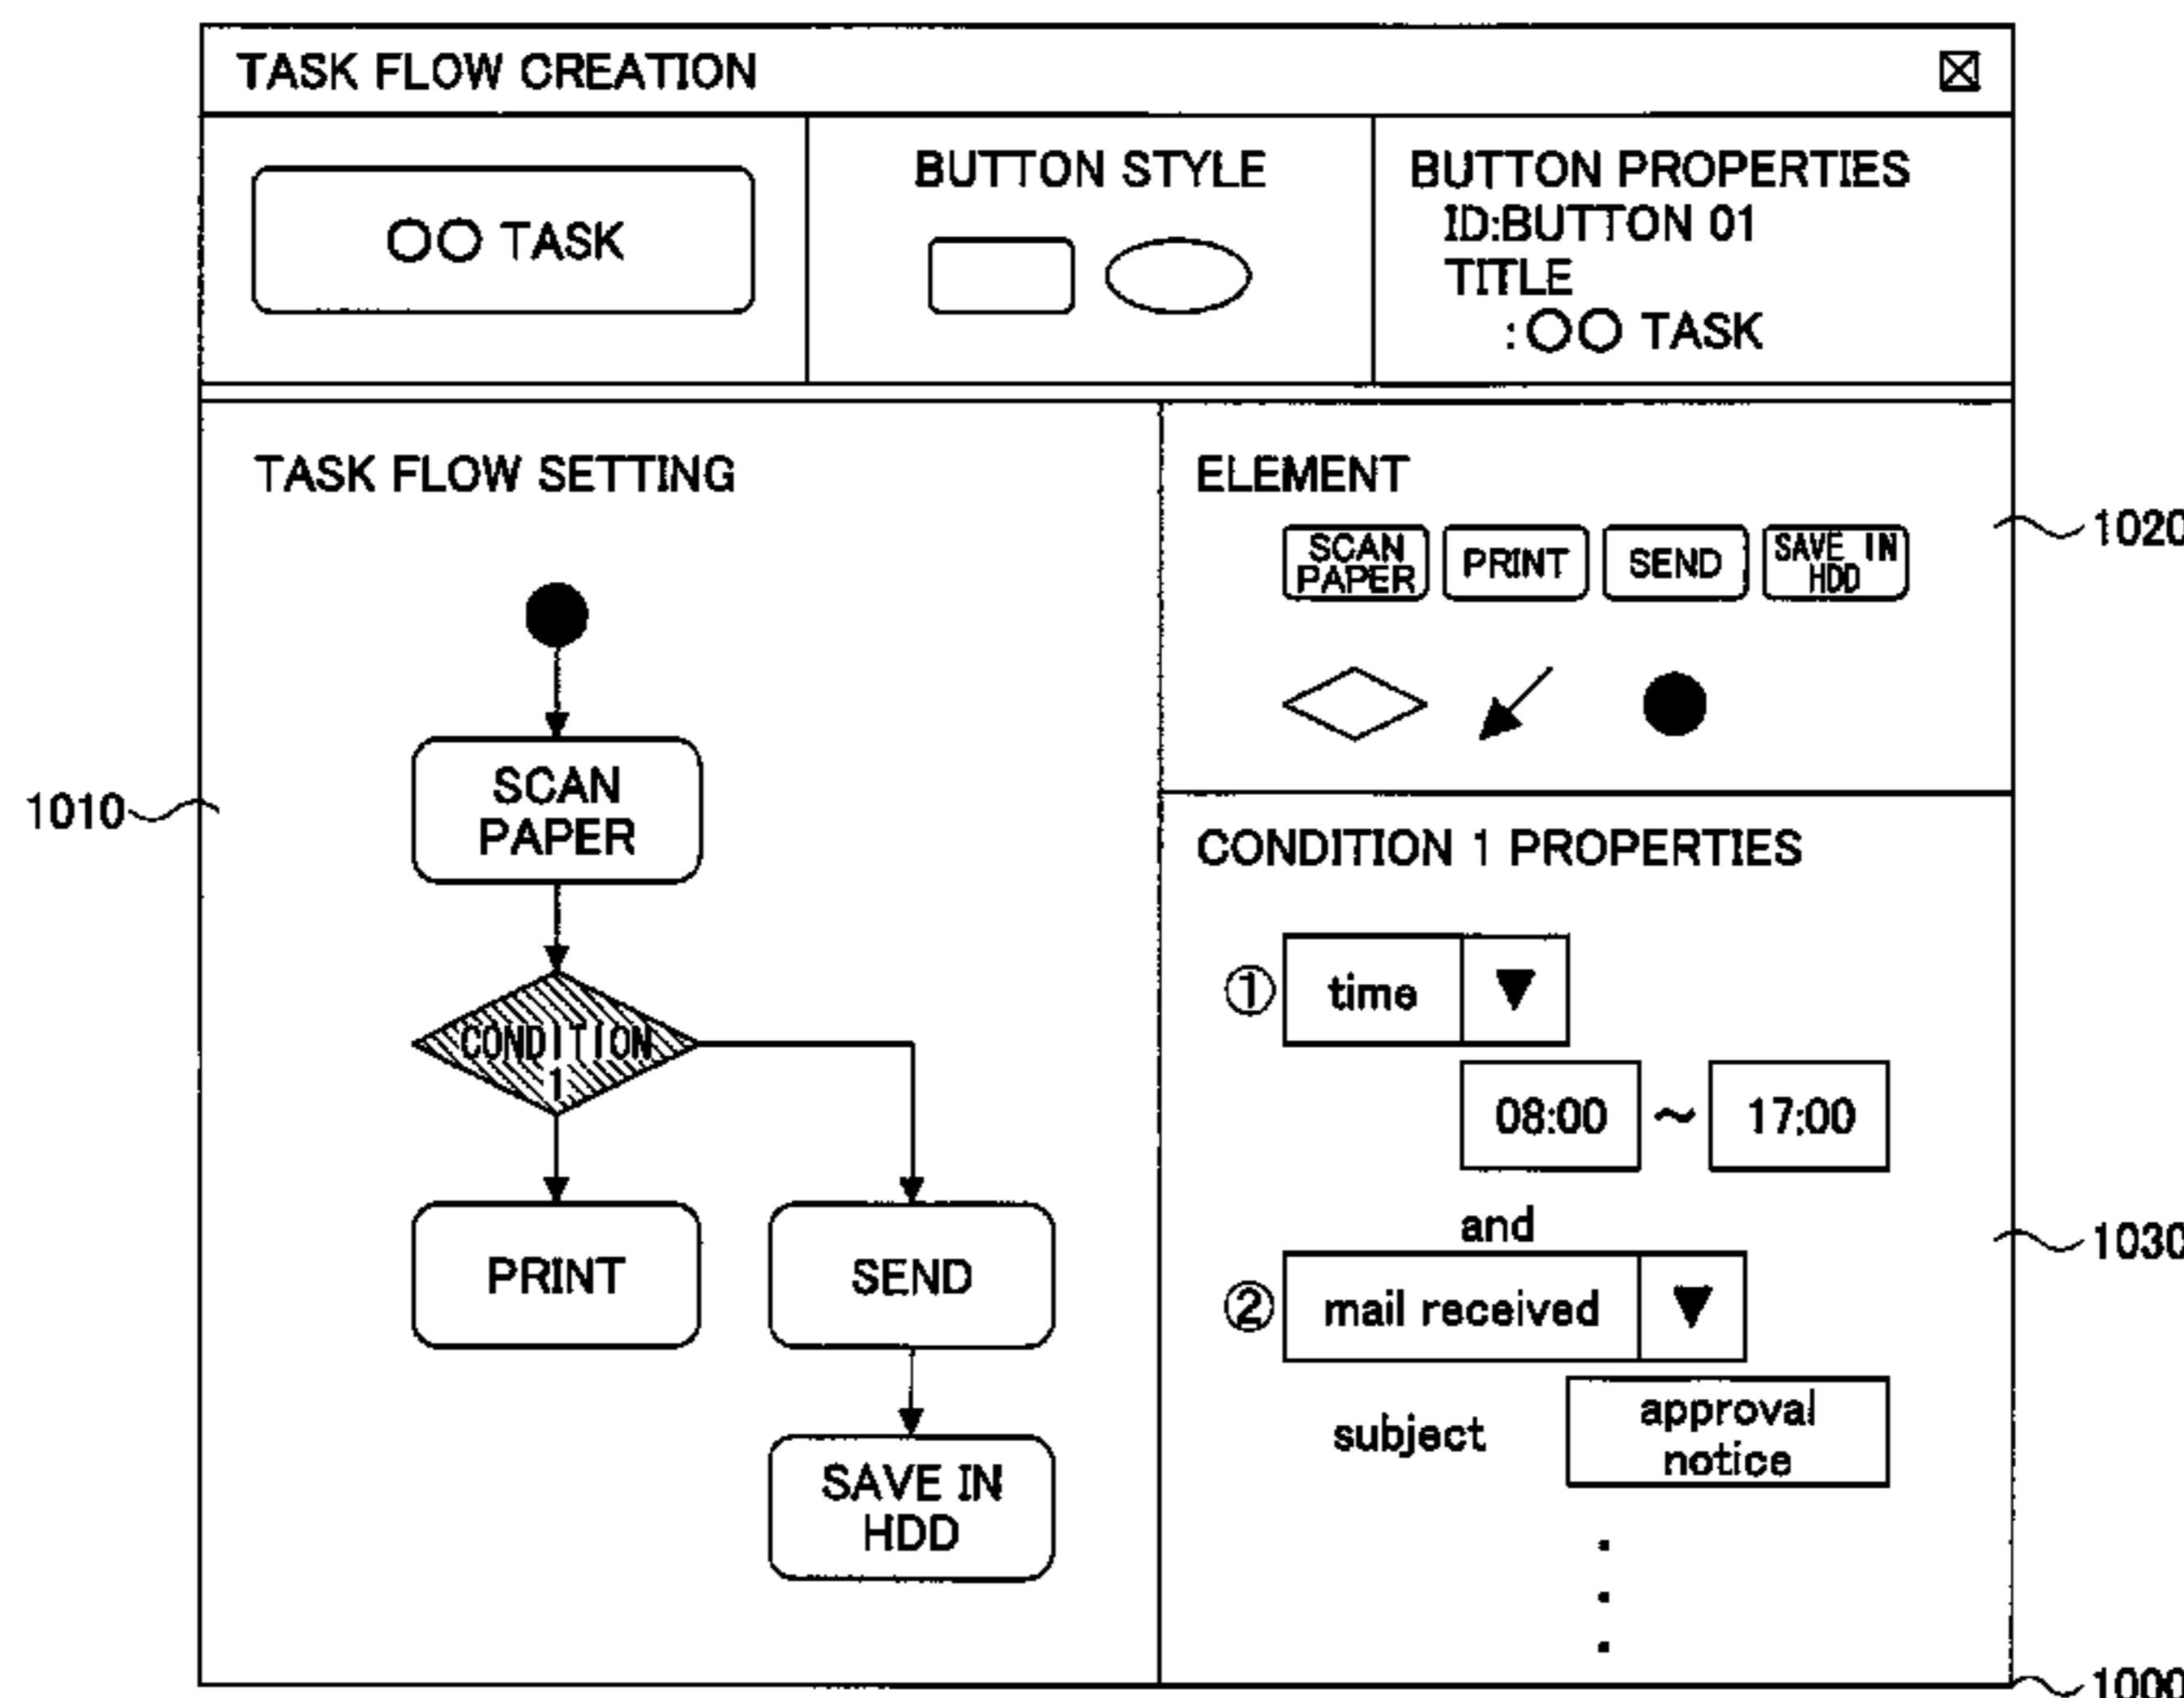 TASK FLOW CREATION
○○ TASK
BUTTON STYLE
BUTTON PROPERTIES
ID:BUTTON 01
TITLE
:○○ TASK
TASK FLOW SETTING
SCAN
PAPER
CONDITION
1
PRINT
SEND
SAVE IN
HDD
1010
ELEMENT
SCAN
PAPER
PRINT
SEND
SAVE IN
HDD
1020
CONDITION 1 PROPERTIES
① time ▼
08:00 ~ 17:00
and
② mail received ▼
subject
approval
notice
1030
1000